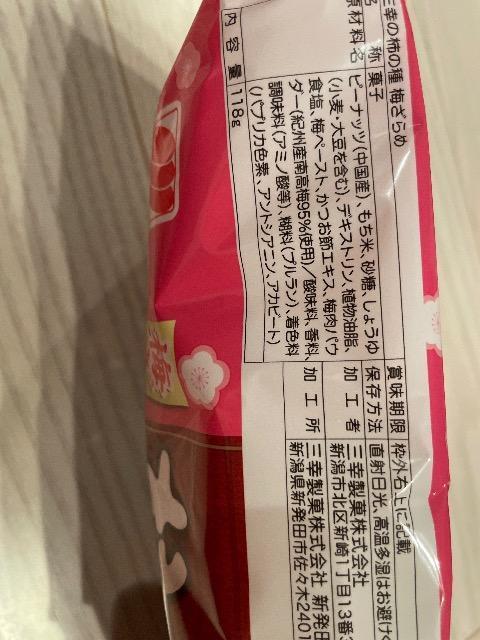 三幸の柿の種 梅ざらめ
名 称 菓子
原材料名 ピーナッツ(中国産)、もち米、砂糖、しょうゆ
(小麦・大豆を含む)、デキストリン、植物油脂、
食塩、梅ペースト、かつお節エキス、梅肉パウ
ダー(紀州産南高梅95%使用)/酸味料、香料、
調味料(アミノ酸等)、糊料(プルラン)、着色料
(パプリカ色素、アントシアニン、アカビート)
内容量 118g
賞味期限 枠外右上に記載
保存方法 直射日光、高温多湿はお避け
加工者 三幸製菓株式会社
新潟市北区新崎1丁目13番
加工所 三幸製菓株式会社 新発田
新潟県新発田市佐々木2401
梅